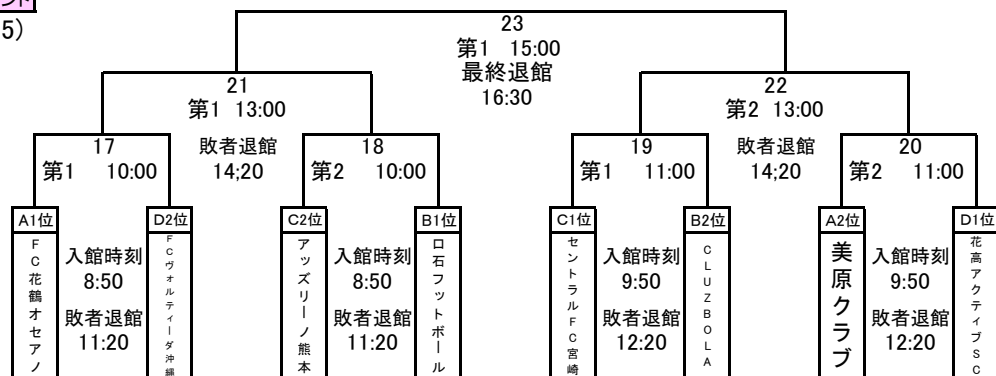 5)
23
第1 15:00
最終退館
16:30
21
第1 13:00
22
第2 13:00
17
第1 10:00
敗者退館
14;20
18
第2 10:00
19
第1 11:00
敗者退館
14;20
20
第2 11:00
A1位
D2位
C2位
B1位
C1位
B2位
A2位
D1位
FC花鶴オセアノ
入館時刻
8:50
敗者退館
11:20
FCヴォルティーダ沖縄
アッズリーノ熊本
入館時刻
8:50
敗者退館
11:20
ロ石フットボール
セントラルFC宮崎
入館時刻
9:50
敗者退館
12:20
CLUZBOLA
美原クラブ
入館時刻
9:50
敗者退館
12:20
花高アクティブSC